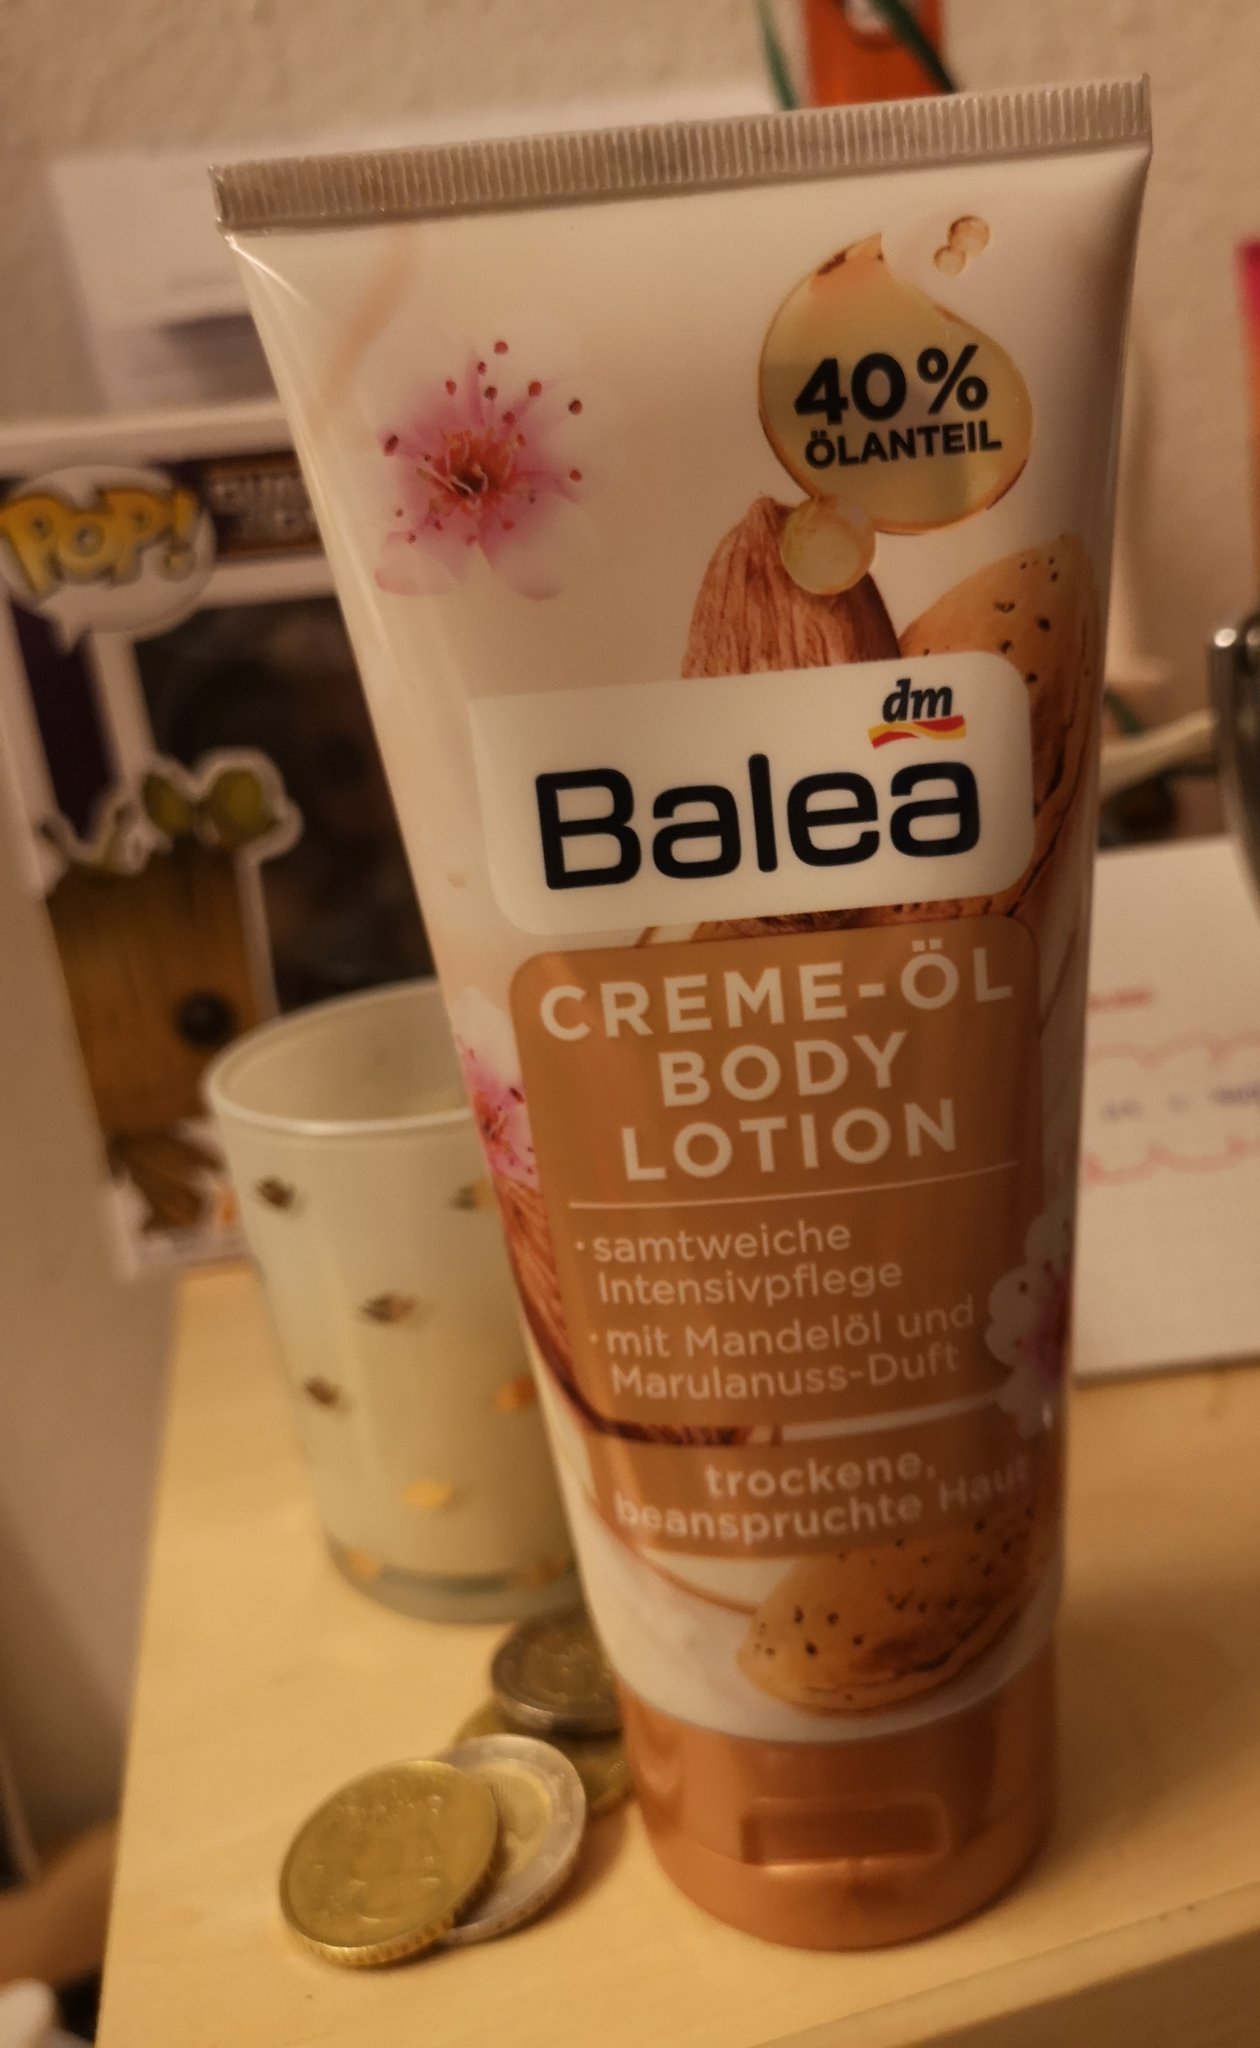 40%
ÖLANTEIL
dm
Balea
CREME-ÖL
BODY
LOTION
· samtweiche
Intensivpflege
· mit Mandelöl und
Marulanuss-Duft
trockene,
beanspruchte Haut
POP!